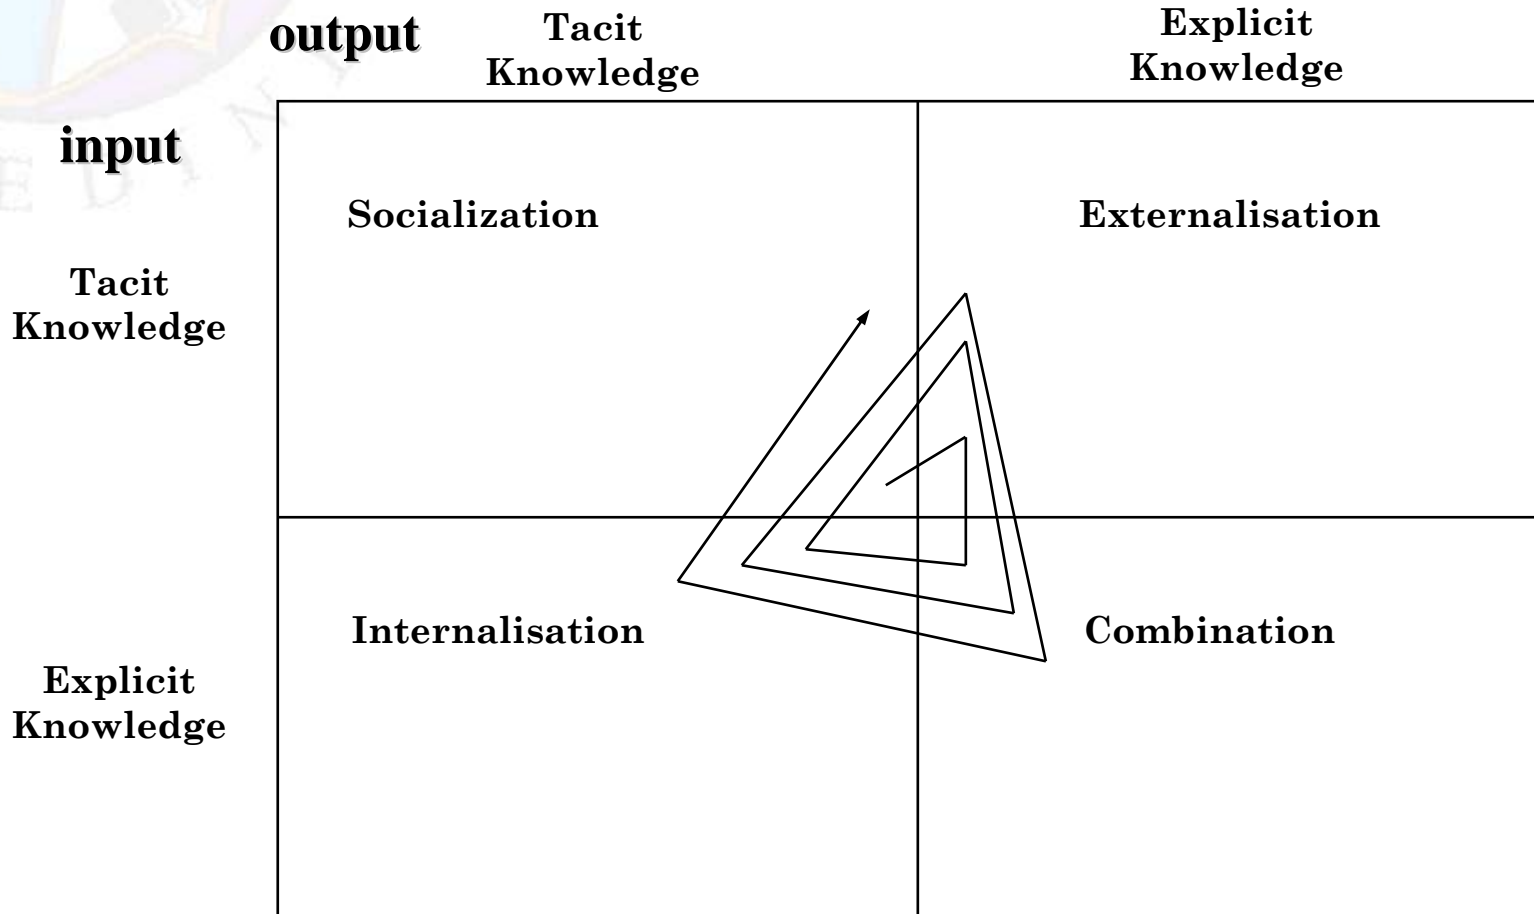 output
Tacit
Knowledge
Explicit
Knowledge
input
Socialization
Externalisation
Tacit
Knowledge
Internalisation
Combination
Explicit
Knowledge